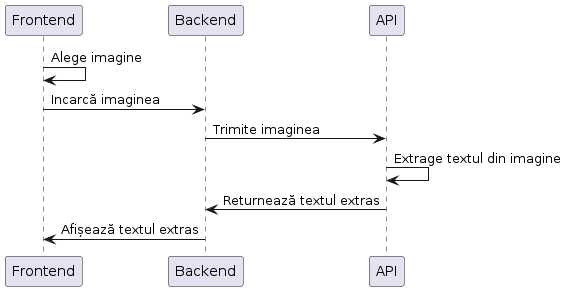 Frontend
Backend
API
Alege imagine
Incarcă imaginea
Trimite imaginea
Extrage textul din imagine
Returnează textul extras
Afișează textul extras
Frontend
Backend
API